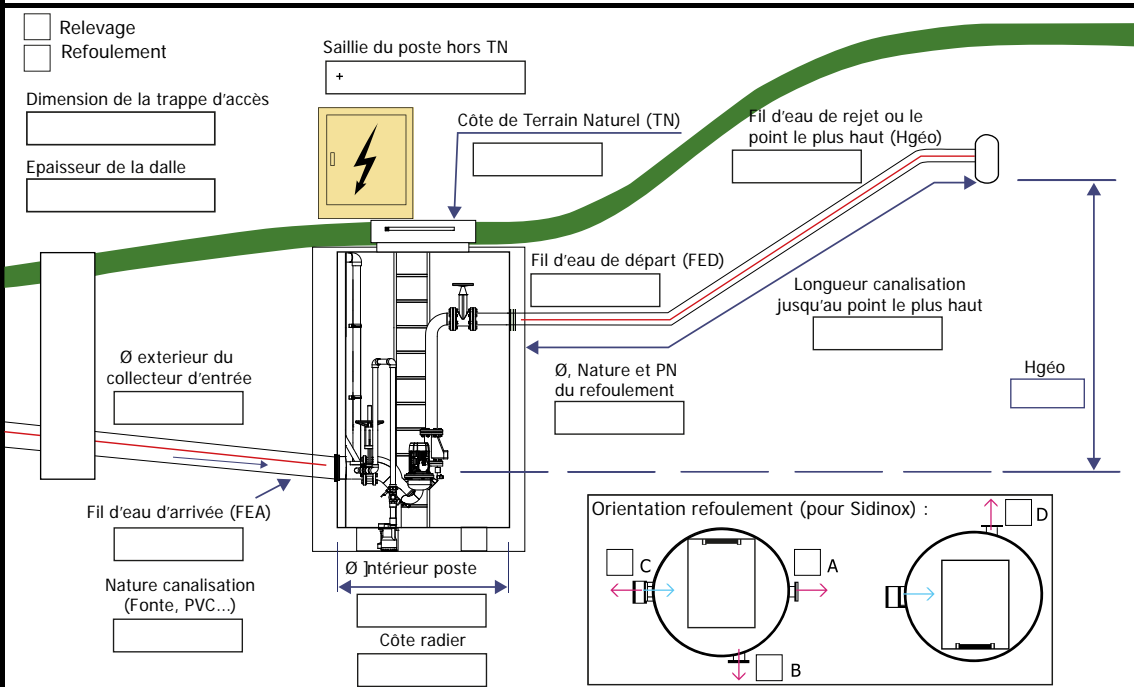 Relevage
Refoulement
Saillie du poste hors TN
+
Dimension de la trappe d'accès
Epaisseur de la dalle
Côte de Terrain Naturel (TN)
Fil d'eau de rejet ou le
point le plus haut (Hgéo)
Fil d'eau de départ (FED)
Longueur canalisation
jusqu'au point le plus haut
Ø exterieur du
collecteur d'entrée
Ø, Nature et PN
du refoulement
Hgéo
Fil d'eau d'arrivée (FEA)
Nature canalisation
(Fonte, PVC...)
Ø Intérieur poste
Côte radier
Orientation refoulement (pour Sidinox) :
C
A
B
D